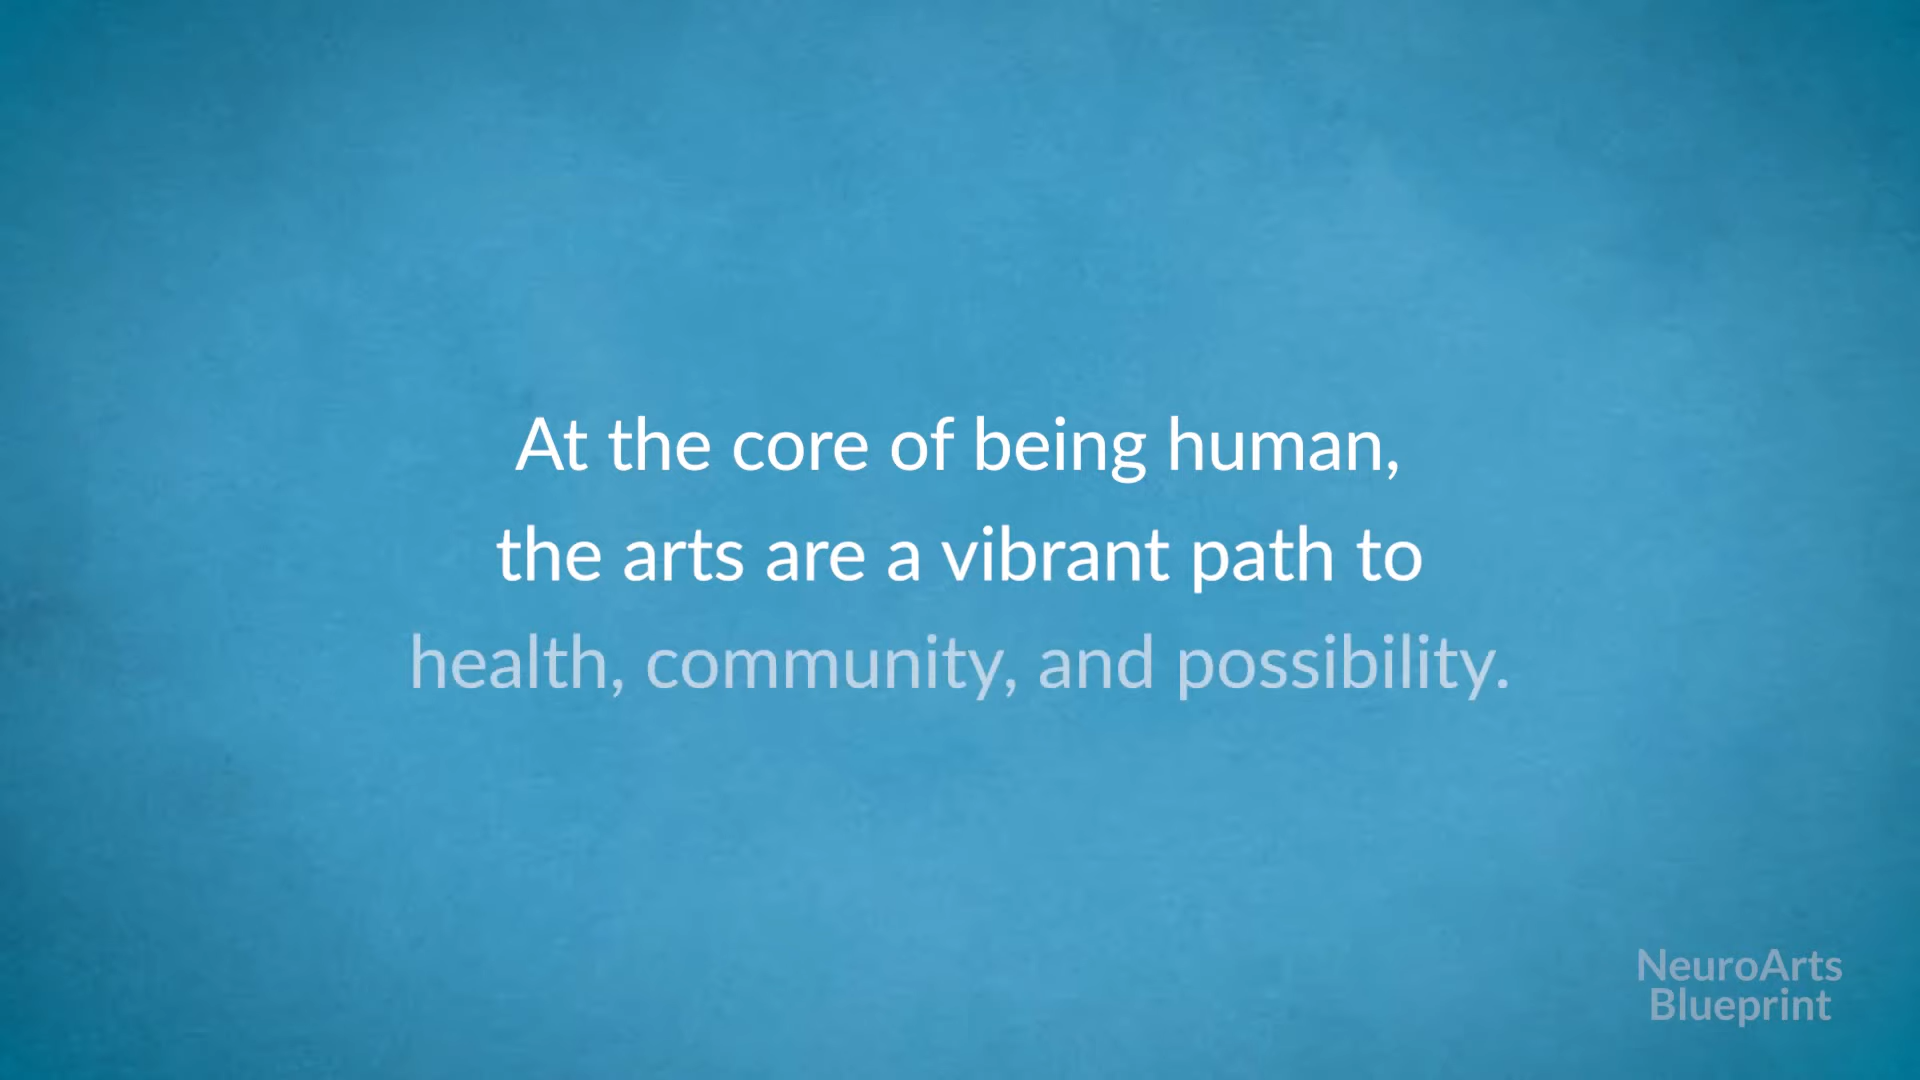 At the core of being human,
the arts are a vibrant path to
health, community, and possibility.
NeuroArts
Blueprint